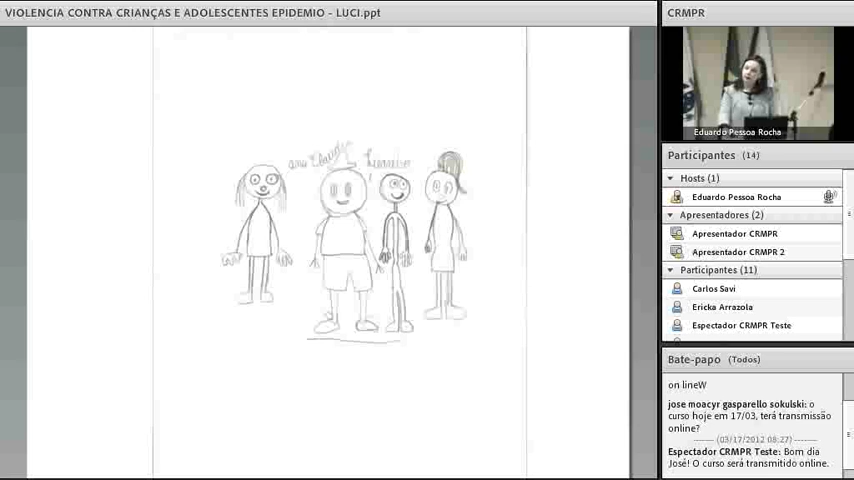 VIOLENCIA CONTRA CRIANÇAS E ADOLESCENTES EPIDEMIO - LUCI.ppt
CRMPR
Eduardo Pessoa Rocha
Participantes (14)
Hosts (1)
Eduardo Pessoa Rocha
Apresentadores (2)
Apresentador CRMPR
Apresentador CRMPR 2
Participantes (11)
Carlos Savi
Ericka Arrazola
Espectador CRMPR Teste
Bate-papo (Todos)
on lineW
jose moacyr gasparello sokulski: o
curso hoje em 17/03, terá transmissão
online?
------- (03/17/2012 08:27) -------
Espectador CRMPR Teste: Bom dia
José! O curso será transmitido online.